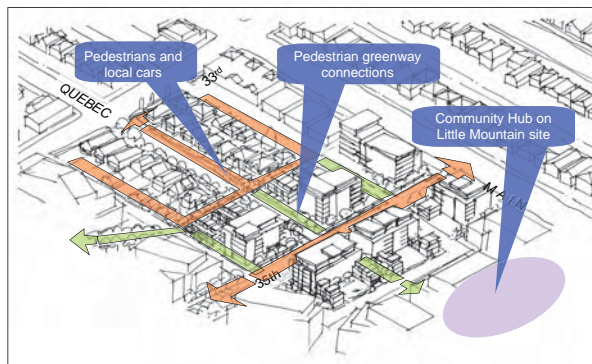 Pedestrians and
local cars
Pedestrian greenway
connections
33rd
QUEBEC
Community Hub on
Little Mountain site
MAIN
35th